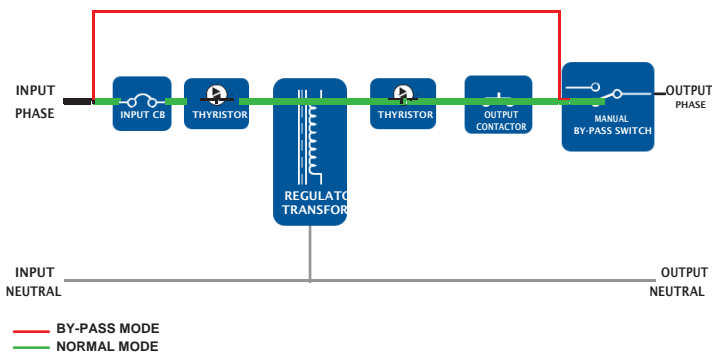 INPUT
PHASE
INPUT CB
THYRISTOR
REGULATO
TRANSFOR
THYRISTOR
OUTPUT
CONTACTOR
MANUAL
BY-PASS SWITCH
OUTPUT
PHASE
INPUT
NEUTRAL
OUTPUT
NEUTRAL
BY-PASS MODE
NORMAL MODE